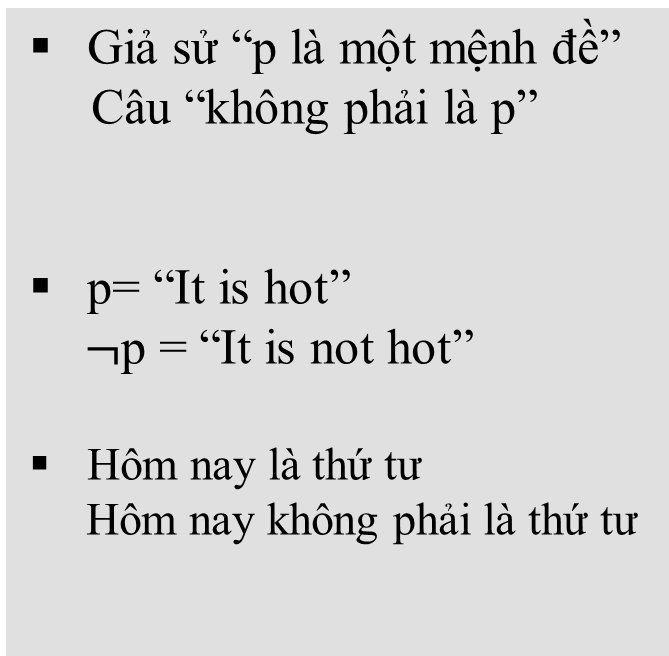 ▪ Giả sử “p là một mệnh đề”
Câu “không phải là p”
▪ p= “It is hot”
¬p = “It is not hot”
▪ Hôm nay là thứ tư
Hôm nay không phải là thứ tư